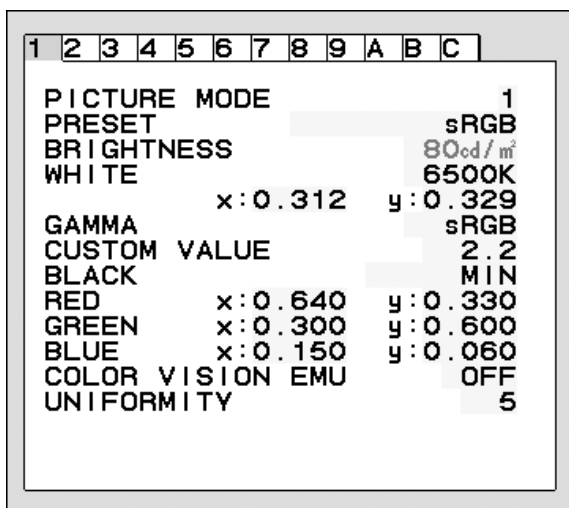 1 2 3 4 5 6 7 8 9 A B C
PICTURE MODE 1
PRESET sRGB
BRIGHTNESS 80cd/㎡
WHITE 6500K
x:0.312 y:0.329
GAMMA sRGB
CUSTOM VALUE 2.2
BLACK MIN
RED x:0.640 y:0.330
GREEN x:0.300 y:0.600
BLUE x:0.150 y:0.060
COLOR VISION EMU OFF
UNIFORMITY 5